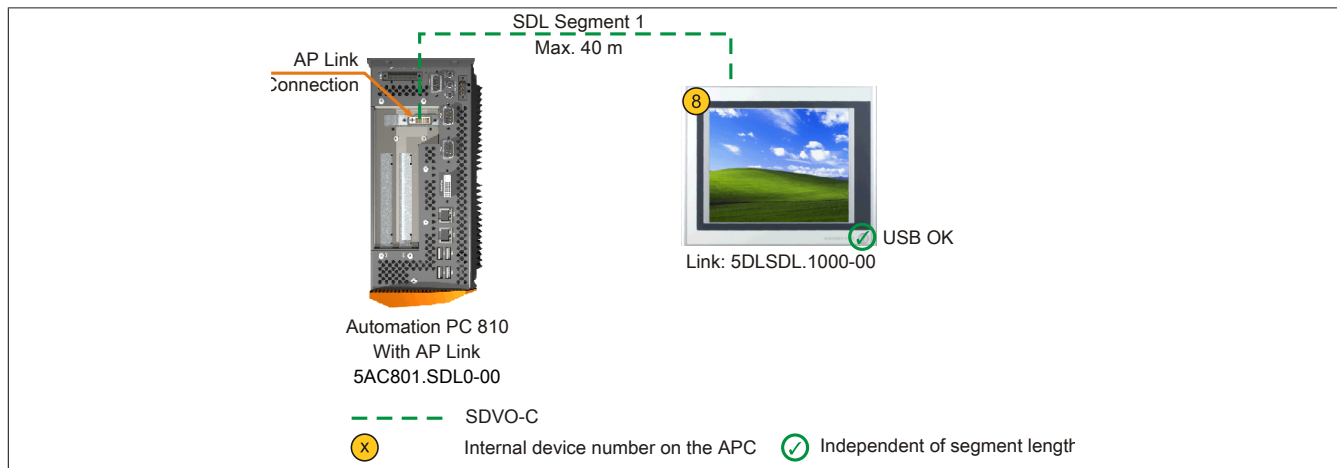 SDL Segment 1
Max. 40 m
AP Link
Connection
8
USB OK
Link: 5DLSDL.1000-00
Automation PC 810
With AP Link
5AC801.SDL0-00
SDVO-C
x Internal device number on the APC
Independent of segment length